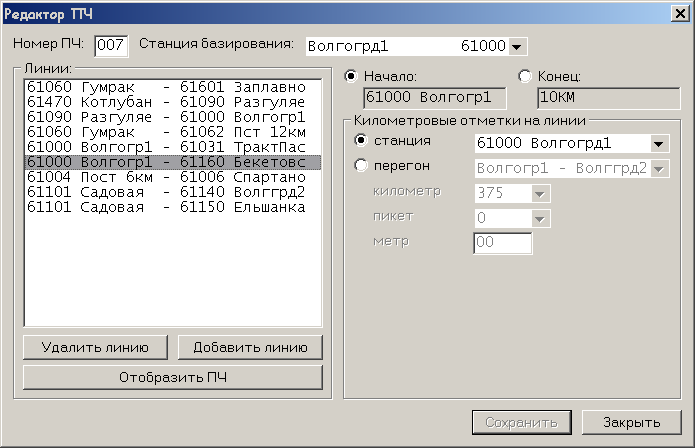 Редактор ТПЧ
Номер ПЧ: 007 Станция базирования: Волгогрд1 61000
Линии:
61060 Гумрак - 61601 Заплавно
61470 Котлубан - 61090 Разгуляе
61090 Разгуляе - 61000 Волгогр1
61060 Гумрак - 61062 Пст 12км
61000 Волгогр1 - 61031 ТрактПас
61000 Волгогр1 - 61160 Бекетовс
61004 Пост 6км - 61006 Спартано
61101 Садовая - 61140 Волггрд2
61101 Садовая - 61150 Ельшанка
Удалить линию Добавить линию
Отобразить ПЧ
Начало: Конец:
61000 Волгогр1 10КМ
Километровые отметки на линии
станция 61000 Волгогрд1
перегон Волгогр1 - Волггрд2
километр 375
пикет 0
метр 00
Сохранить Закрыть